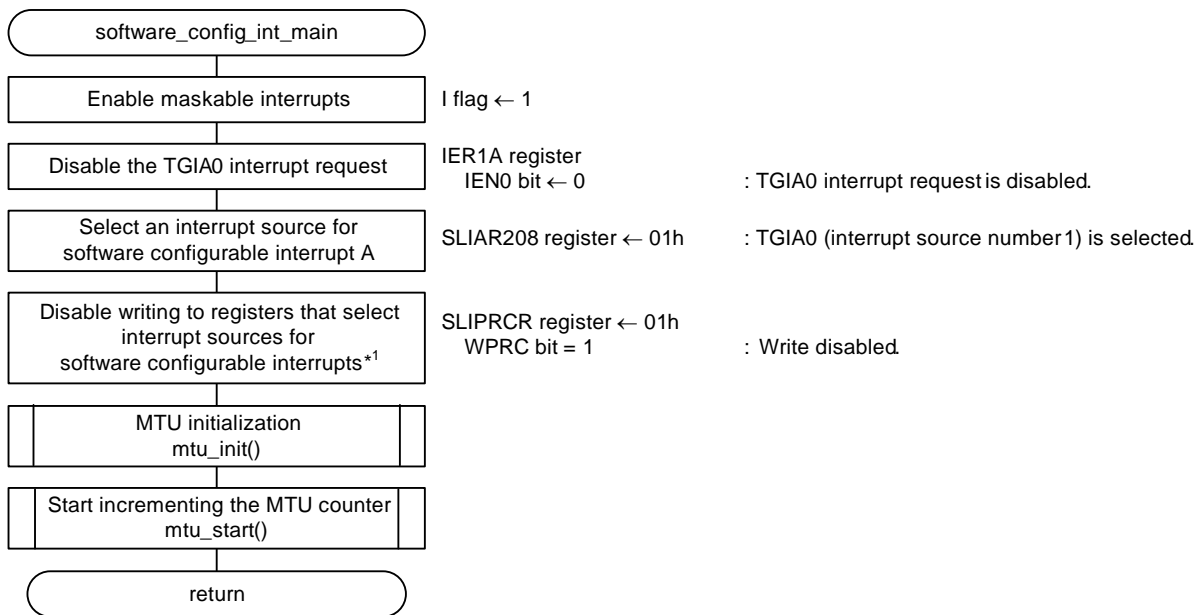 software_config_int_main
Enable maskable interrupts
I flag ← 1
Disable the TGIA0 interrupt request
IER1A register
IEN0 bit ← 0 : TGIA0 interrupt request is disabled.
Select an interrupt source for
software configurable interrupt A
SLIAR208 register ← 01h : TGIA0 (interrupt source number 1) is selected.
Disable writing to registers that select
interrupt sources for
software configurable interrupts*1
SLIPRCR register ← 01h
WPRC bit = 1 : Write disabled.
MTU initialization
mtu_init()
Start incrementing the MTU counter
mtu_start()
return